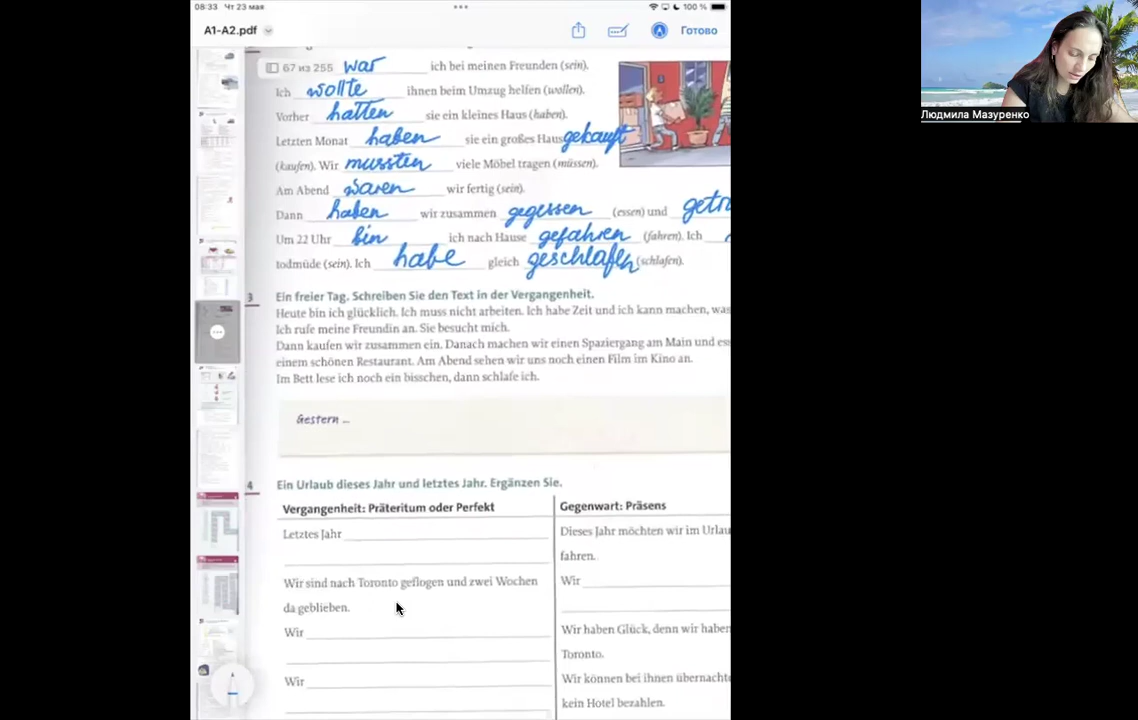 08:33 Чт 23 мая
100 %
A1-A2.pdf
Готово
67 из 255 war ich bei meinen Freunden (sein).
Ich wollte ihnen beim Umzug helfen (wollen).
Vorher hatten sie ein kleines Haus (haben).
Letzten Monat haben sie ein großes Haus gekauft
(kaufen). Wir mussten viele Möbel tragen (müssen).
Am Abend waren wir fertig (sein).
Dann haben wir zusammen gegessen (essen) und getr
Um 22 Uhr bin ich nach Hause gefahren (fahren). Ich
todmüde (sein). Ich habe gleich geschlafen (schlafen).
3 Ein freier Tag. Schreiben Sie den Text in der Vergangenheit.
Heute bin ich glücklich. Ich muss nicht arbeiten. Ich habe Zeit und ich kann machen, was
Ich rufe meine Freundin an. Sie besucht mich.
Dann kaufen wir zusammen ein. Danach machen wir einen Spaziergang am Main und ess
einem schönen Restaurant. Am Abend sehen wir uns noch einen Film im Kino an.
Im Bett lese ich noch ein bisschen, dann schlafe ich.
Gestern ...
4 Ein Urlaub dieses Jahr und letztes Jahr. Ergänzen Sie.
Vergangenheit: Präteritum oder Perfekt
Letztes Jahr
Wir sind nach Toronto geflogen und zwei Wochen
da geblieben.
Wir
Wir
Gegenwart: Präsens
Dieses Jahr möchten wir im Urlau
fahren.
Wir
Wir haben Glück, denn wir haben
Toronto.
Wir können bei ihnen übernacht
kein Hotel bezahlen.
Людмила Мазуренко